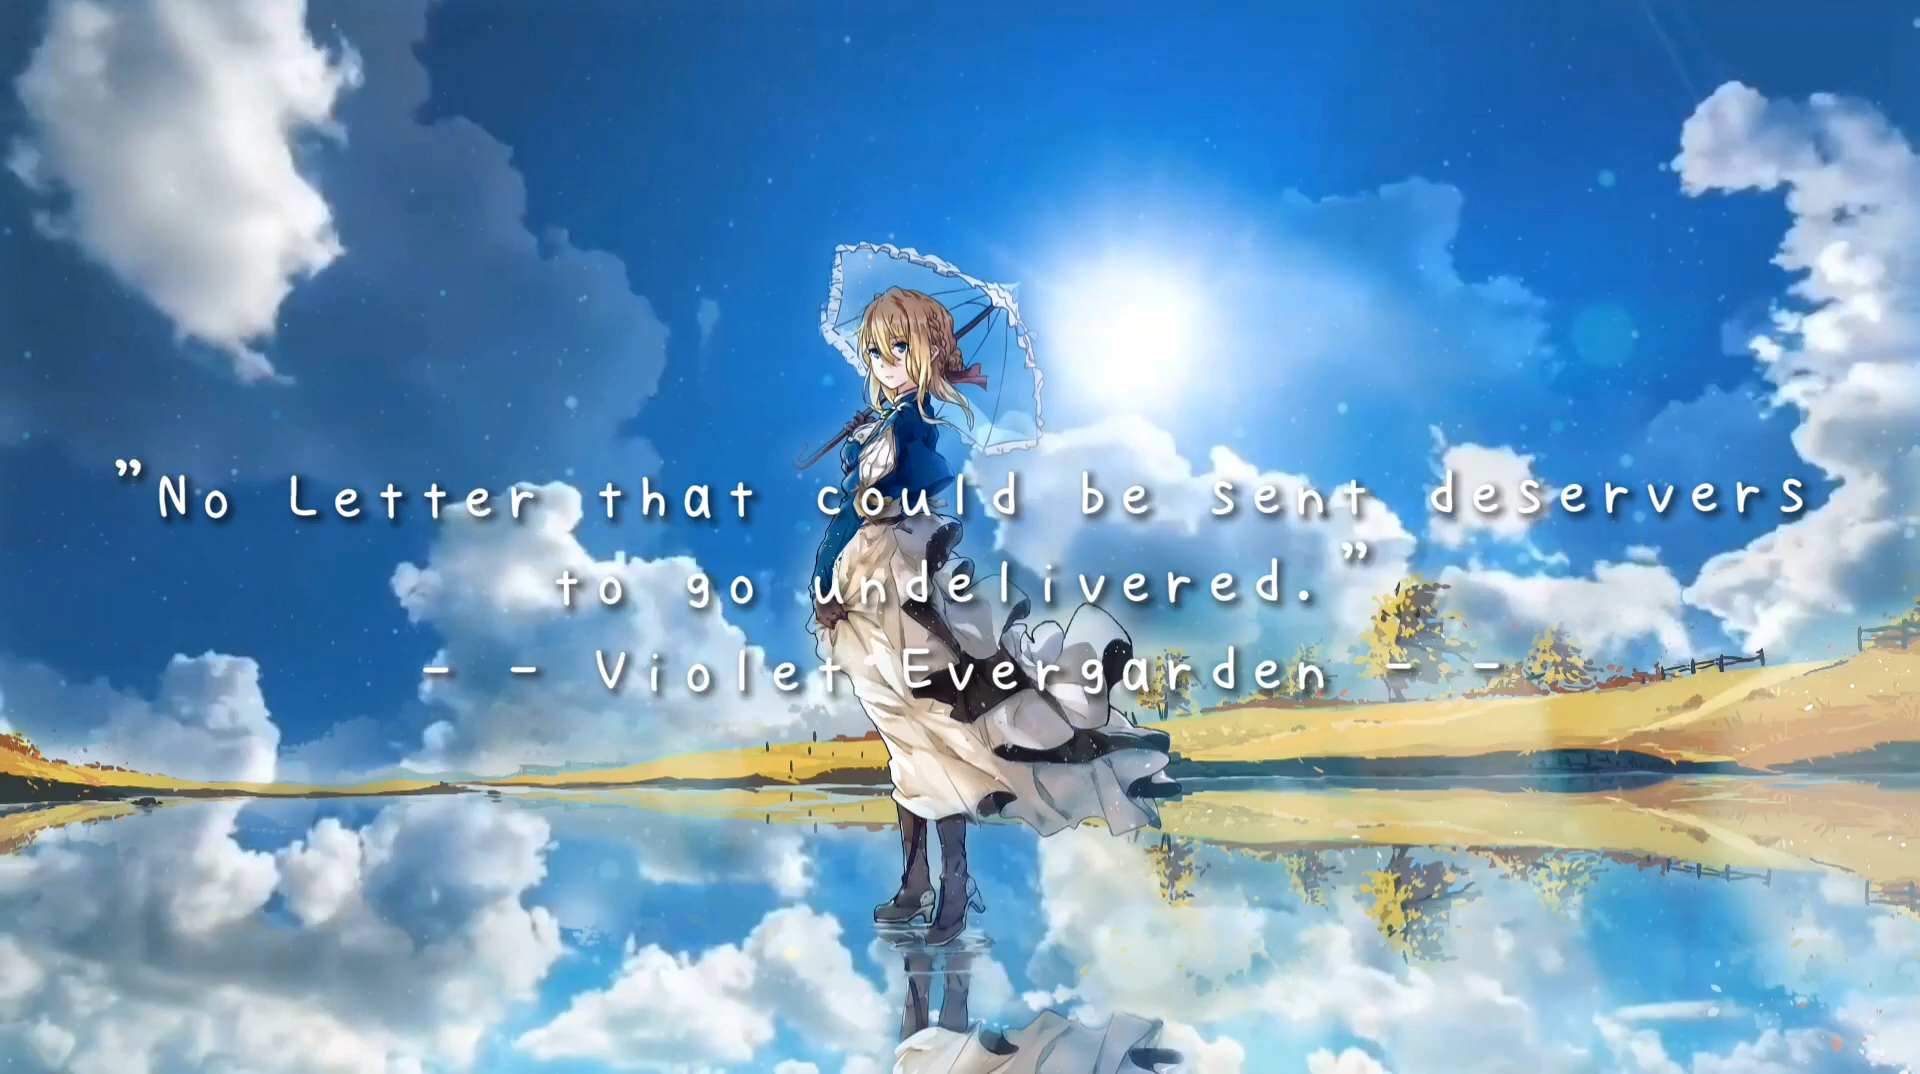 ”No Letter that could be sent deservers
to go undelivered.”
- - Violet Evergarden - -